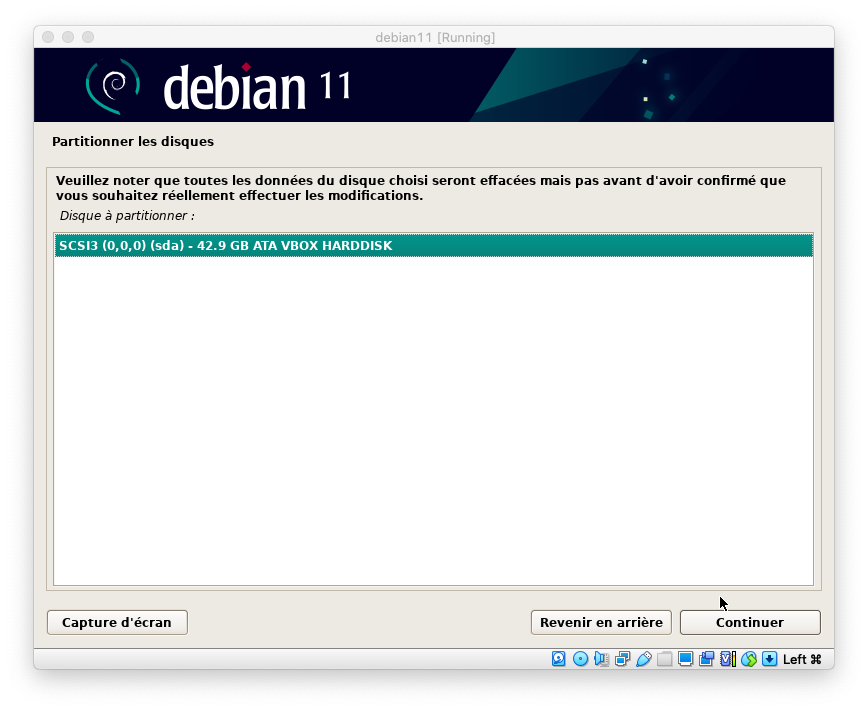 debian11 [Running]
debian 11
Partitionner les disques
Veuillez noter que toutes les données du disque choisi seront effacées mais pas avant d'avoir confirmé que
vous souhaitez réellement effectuer les modifications.
Disque à partitionner :
SCSI3 (0,0,0) (sda) - 42.9 GB ATA VBOX HARDDISK
Capture d'écran
Revenir en arrière
Continuer
Left ⌘